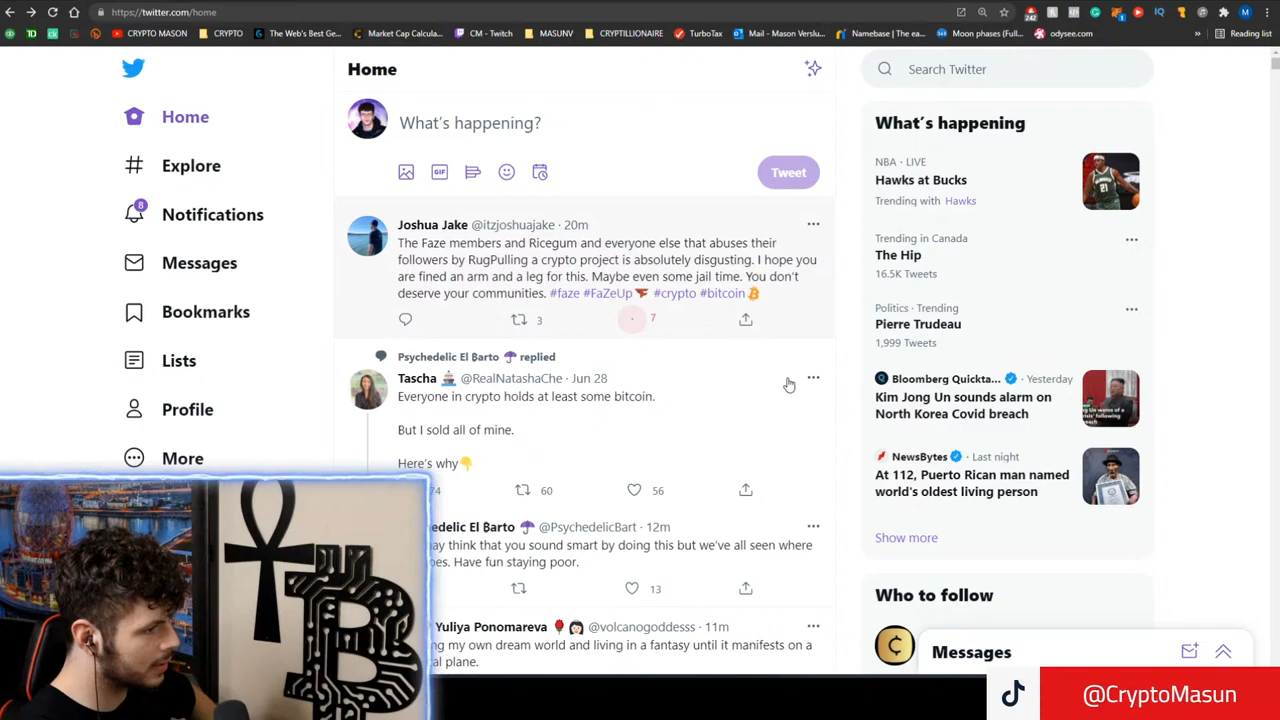 https://twitter.com/home
242
M
CRYPTO MASON
CRYPTO
The Web's Best Ge...
Market Cap Calcula...
CM - Twitch
MASUNV
CRYPTILLIONAIRE
TurboTax
Mail - Mason Verslu...
Namebase | The ea...
Moon phases (Full...
odysee.com
»
Reading list
Home
Explore
8
Notifications
Messages
Bookmarks
Lists
Profile
More
Home
What's happening?
GIF
Tweet
Joshua Jake @itzjoshuajake · 20m
The Faze members and Ricegum and everyone else that abuses their
followers by RugPulling a crypto project is absolutely disgusting. I hope you
are fined an arm and a leg for this. Maybe even some jail time. You don't
deserve your communities. #faze #FaZeUp #crypto #bitcoin
3
7
Psychedelic El ₿arto ☂ replied
Tascha @RealNatashaChe · Jun 28
Everyone in crypto holds at least some bitcoin.
But I sold all of mine.
Here's why👇
74
60
56
hedelic El ₿arto ☂ @PsychedelicBart · 12m
ay think that you sound smart by doing this but we've all seen where
oes. Have fun staying poor.
13
Yuliya Ponomareva @volcanogoddesss · 11m
ng my own dream world and living in a fantasy until it manifests on a
al plane.
Search Twitter
What's happening
NBA · LIVE
Hawks at Bucks
Trending with Hawks
Trending in Canada
The Hip
16.5K Tweets
Politics · Trending
Pierre Trudeau
1,999 Tweets
Bloomberg Quickta... · Yesterday
Kim Jong Un sounds alarm on
North Korea Covid breach
NewsBytes · Last night
At 112, Puerto Rican man named
world's oldest living person
Show more
Who to follow
Messages
@CryptoMasun